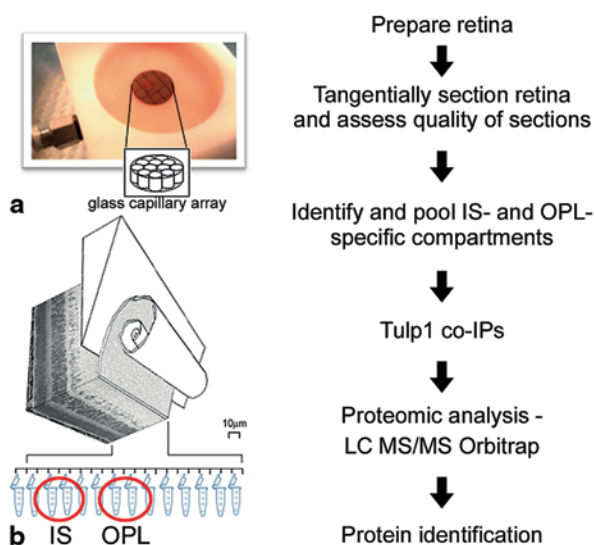 a
glass capillary array
10µm
b
IS
OPL
Prepare retina
Tangentially section retina
and assess quality of sections
Identify and pool IS- and OPL-
specific compartments
Tulp1 co-IPs
Proteomic analysis -
LC MS/MS Orbitrap
Protein identification